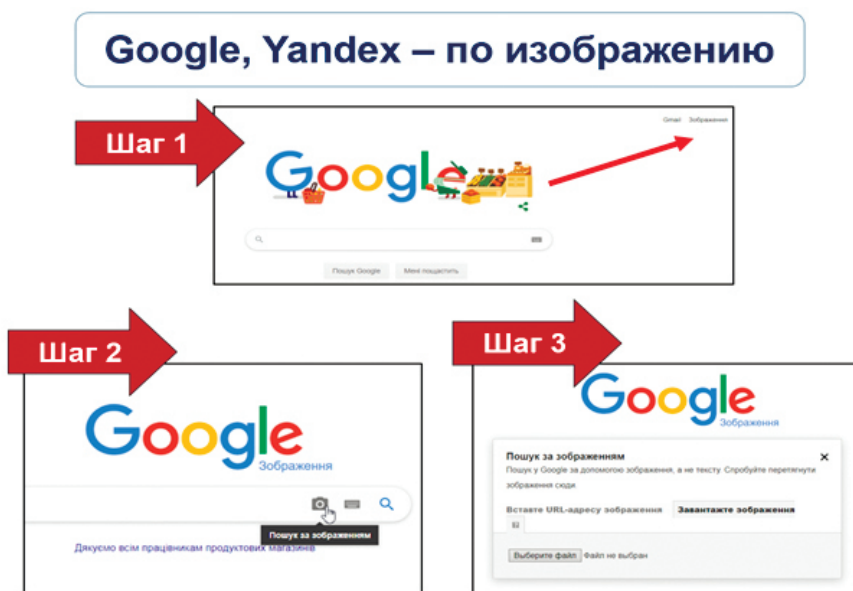 Google, Yandex – по изображению
Шаг 1
Gmail Зображення
Google
Пошук Google Мені пощастить
Шаг 2
Google
Зображення
Пошук за зображенням
Дякуємо всім працівникам продуктових магазинів
Шаг 3
Google
Зображення
Пошук за зображенням
Пошук у Google за допомогою зображення, а не тексту. Спробуйте перетягнути
зображення сюди.
Вставте URL-адресу зображення Завантажте зображення
Выберите файл Файл не выбран